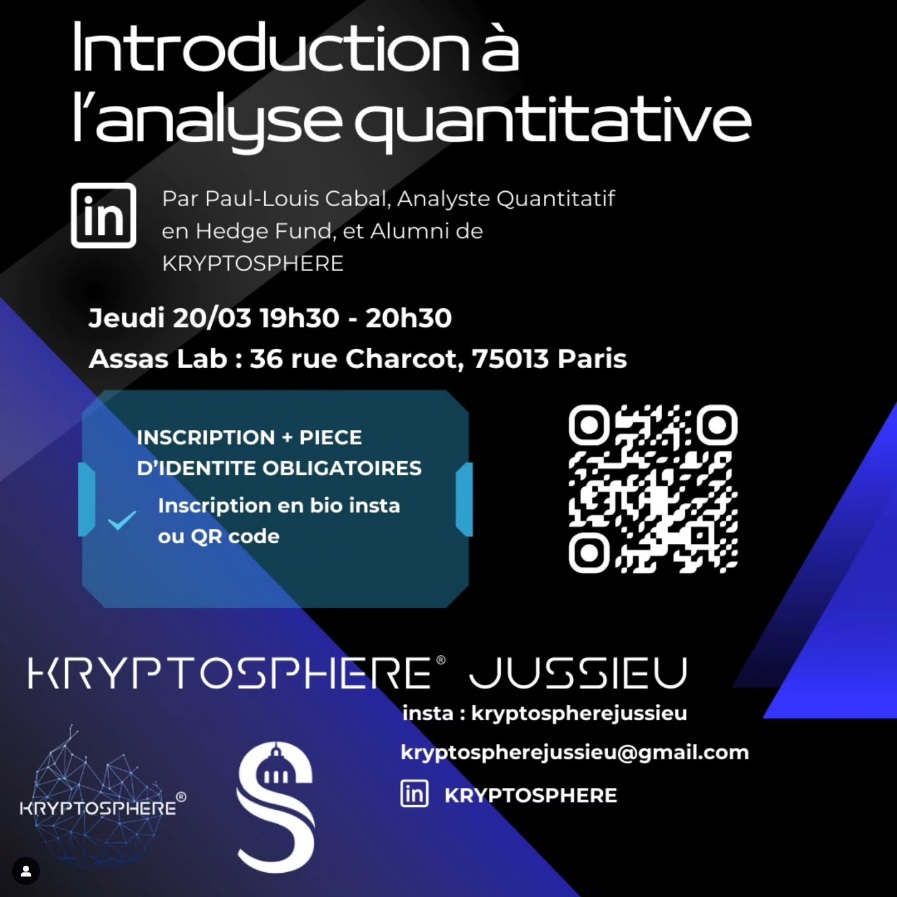 Introduction à
l'analyse quantitative
in
Par Paul-Louis Cabal, Analyste Quantitatif
en Hedge Fund, et Alumni de
KRYPTOSPHERE
Jeudi 20/03 19h30 - 20h30
Assas Lab : 36 rue Charcot, 75013 Paris
INSCRIPTION + PIECE
D'IDENTITE OBLIGATOIRES
Inscription en bio insta
ou QR code
KRYPTOSPHERE® JUSSIEU
insta : kryptospherejussieu
kryptospherejussieu@gmail.com
in KRYPTOSPHERE
KRYPTOSPHERE®
S